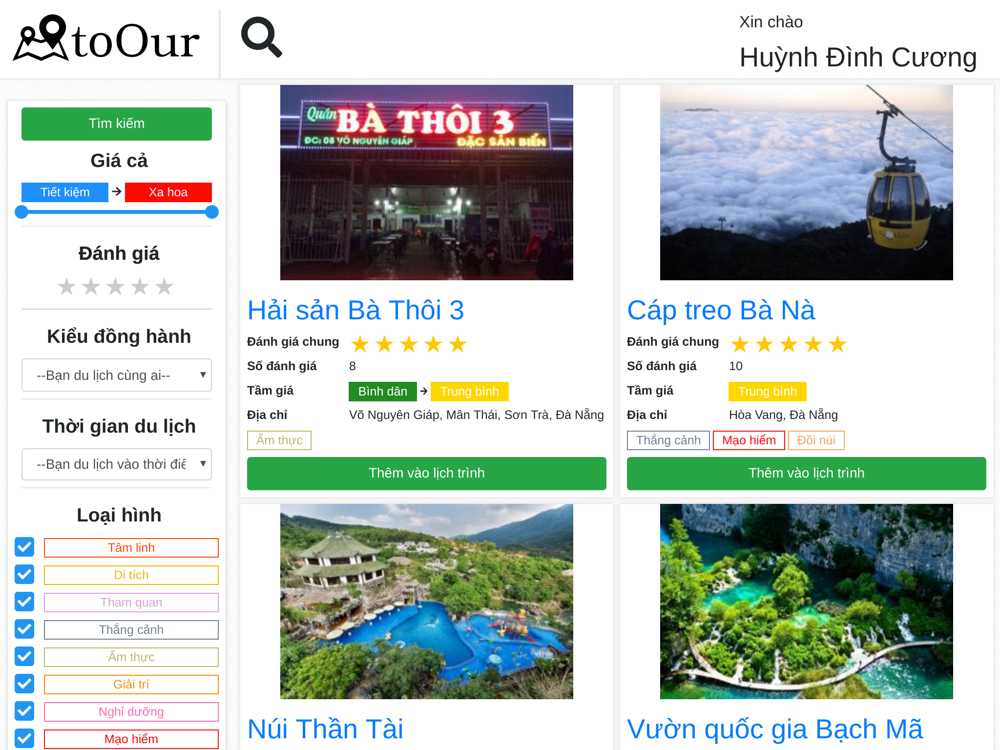 toOur
Xin chào
Huỳnh Đình Cương
Tìm kiếm
Giá cả
Tiết kiệm → Xa hoa
Đánh giá
★ ★ ★ ★ ★
Kiểu đồng hành
--Bạn du lịch cùng ai--
Thời gian du lịch
--Bạn du lịch vào thời điể
Loại hình
Tâm linh
Di tích
Tham quan
Thắng cảnh
Ẩm thực
Giải trí
Nghỉ dưỡng
Mạo hiểm
Quán BÀ THÔI 3
ĐC: 08 VÕ NGUYÊN GIÁP ĐẶC SẢN BIỂN
Hải sản Bà Thôi 3
Đánh giá chung ★ ★ ★ ★ ★
Số đánh giá 8
Tầm giá Bình dân → Trung bình
Địa chỉ Võ Nguyên Giáp, Mân Thái, Sơn Trà, Đà Nẵng
Ẩm thực
Thêm vào lịch trình
Cáp treo Bà Nà
Đánh giá chung ★ ★ ★ ★ ★
Số đánh giá 10
Tầm giá Trung bình
Địa chỉ Hòa Vang, Đà Nẵng
Thắng cảnh Mạo hiểm Đồi núi
Thêm vào lịch trình
Núi Thần Tài
Vườn quốc gia Bạch Mã